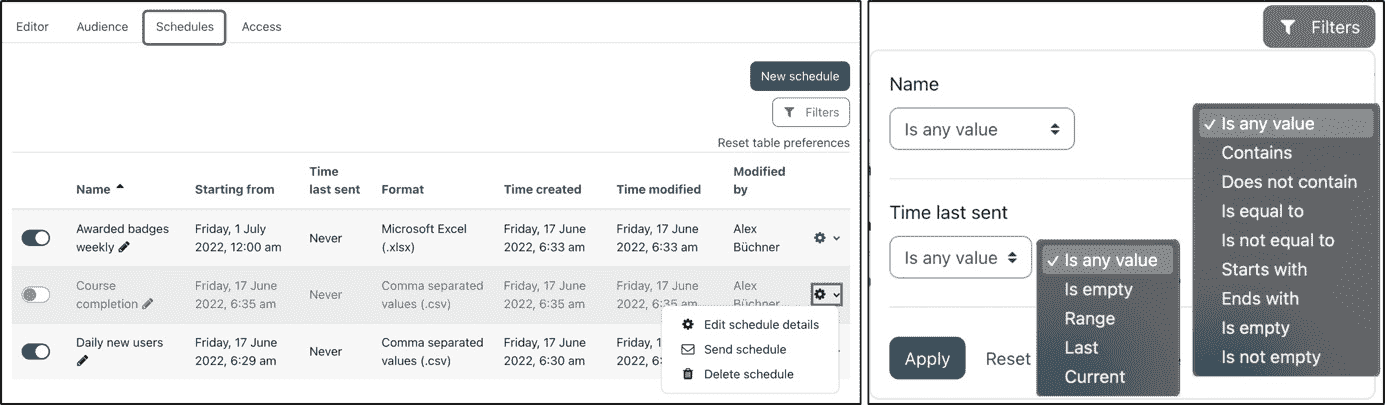 Editor Audience Schedules Access
New schedule
Filters
Reset table preferences
Name Starting from Time last sent Format Time created Time modified Modified by
Awarded badges weekly Friday, 1 July 2022, 12:00 am Never Microsoft Excel (.xlsx) Friday, 17 June 2022, 6:33 am Friday, 17 June 2022, 6:33 am Alex Büchner
Course completion Friday, 17 June 2022, 6:35 am Never Comma separated values (.csv) Friday, 17 June 2022, 6:35 am Friday, 17 June 2022, 6:35 am Alex Büchner
Daily new users Friday, 17 June 2022, 6:29 am Never Comma separated values (.csv) Friday, 17 June 2022, 6:30 am Friday, 2022, 6:
Edit schedule details
Send schedule
Delete schedule
Filters
Name
Is any value
Is any value
Contains
Does not contain
Is equal to
Is not equal to
Starts with
Ends with
Is empty
Is not empty
Time last sent
Is any value
Is any value
Is empty
Range
Last
Current
Apply Reset